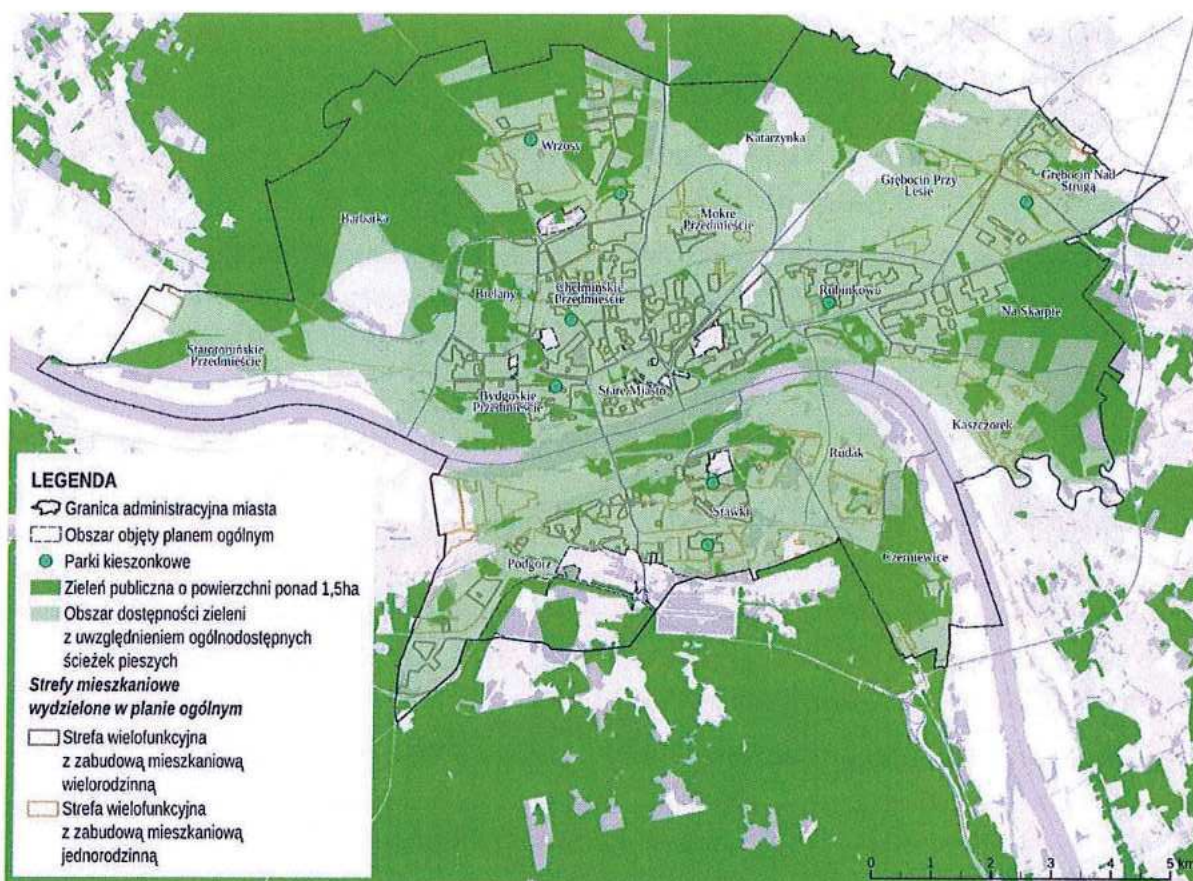 Wrzosy
Katarzynka
Grębocin Przy
Lesie
Grębocin Nad
Strugą
Barbarka
Mokre
Przedmieście
Bielany
Chełmińskie
Przedmieście
Rubinkowo
Na Skarpie
Starotoruńskie
Przedmieście
Bydgoskie
Przedmieście
Stare Miasto
Kaszczorek
Rudak
Stawki
Podgórz
Czerniewice
LEGENDA
Granica administracyjna miasta
Obszar objęty planem ogólnym
Parki kieszonkowe
Zieleń publiczna o powierzchni ponad 1,5ha
Obszar dostępności zieleni
z uwzględnieniem ogólnodostępnych
ścieżek pieszych
Strefy mieszkaniowe
wydzielone w planie ogólnym
Strefa wielofunkcyjna
z zabudową mieszkaniową
wielorodzinną
Strefa wielofunkcyjna
z zabudową mieszkaniową
jednorodzinną
0 1 2 3 4 5 km